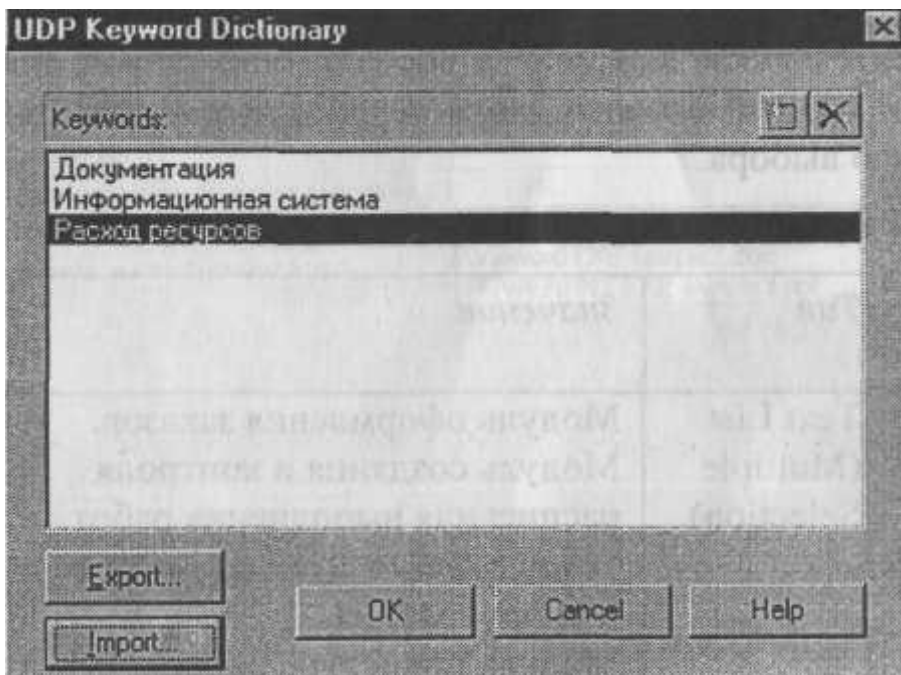 UDP Keyword Dictionary
Keywords:
Документация
Информационная система
Расход ресурсов
Export...
Import...
OK
Cancel
Help